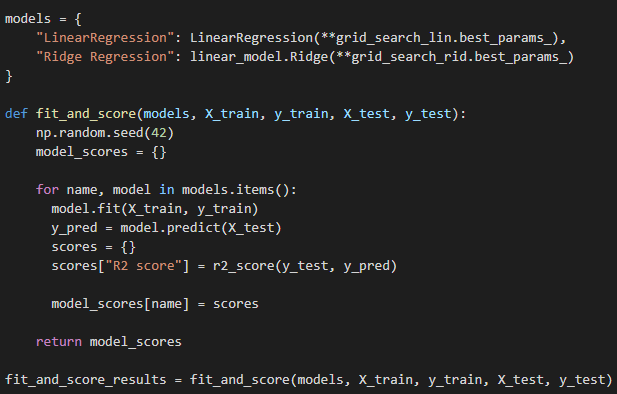 models = {
    "LinearRegression": LinearRegression(**grid_search_lin.best_params_),
    "Ridge Regression": linear_model.Ridge(**grid_search_rid.best_params_)
}

def fit_and_score(models, X_train, y_train, X_test, y_test):
    np.random.seed(42)
    model_scores = {}

    for name, model in models.items():
      model.fit(X_train, y_train)
      y_pred = model.predict(X_test)
      scores = {}
      scores["R2 score"] = r2_score(y_test, y_pred)

      model_scores[name] = scores

    return model_scores

fit_and_score_results = fit_and_score(models, X_train, y_train, X_test, y_test)